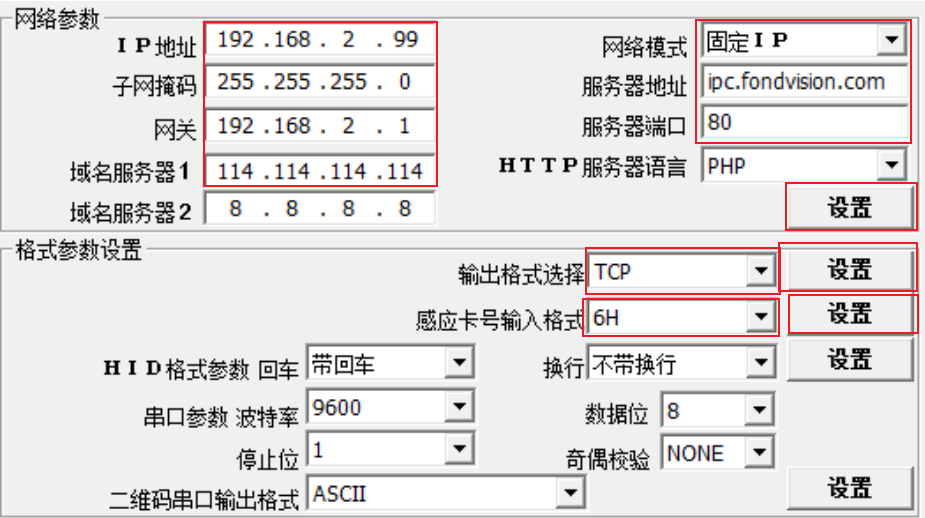 网络参数
IP地址 192 .168 . 2 . 99 网络模式 固定IP
子网掩码 255 .255 .255 . 0 服务器地址 ipc.fondvision.com
网关 192 .168 . 2 . 1 服务器端口 80
域名服务器1 114 .114 .114 .114 HTTP服务器语言 PHP
域名服务器2 8 . 8 . 8 . 8 设置
格式参数设置
输出格式选择 TCP 设置
感应卡号输入格式 6H 设置
HID格式参数 回车 带回车 换行 不带换行 设置
串口参数 波特率 9600 数据位 8
停止位 1 奇偶校验 NONE
二维码串口输出格式 ASCII 设置